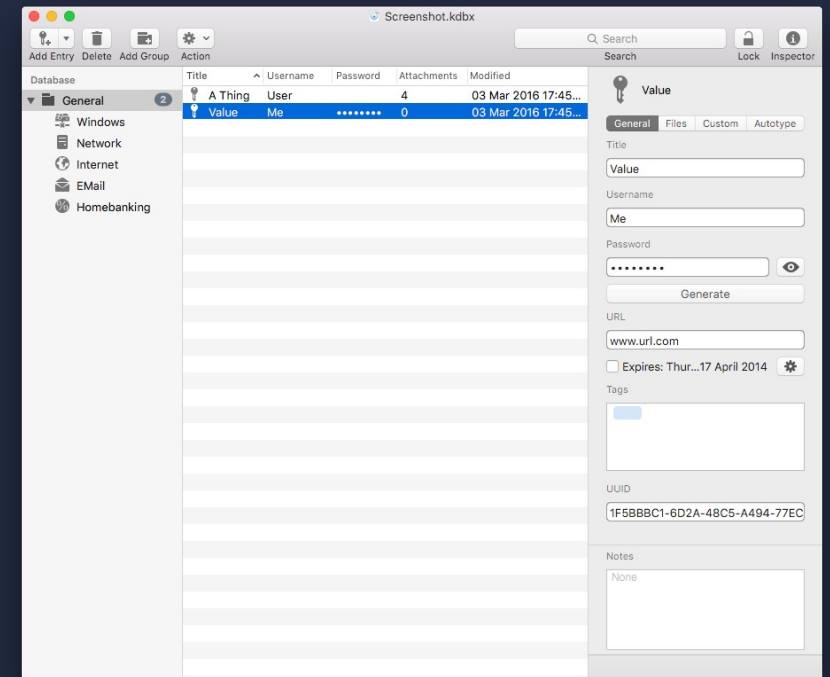 Screenshot.kdbx
Search
Add Entry Delete Add Group Action Search Lock Inspector
Database
General 2
Windows
Network
Internet
EMail
Homebanking
Title Username Password Attachments Modified
A Thing User 4 03 Mar 2016 17:45...
Value Me •••••••• 0 03 Mar 2016 17:45...
Value
General Files Custom Autotype
Title
Value
Username
Me
Password
••••••••
Generate
URL
www.url.com
Expires: Thur...17 April 2014
Tags
UUID
1F5BBBC1-6D2A-48C5-A494-77EC
Notes
None